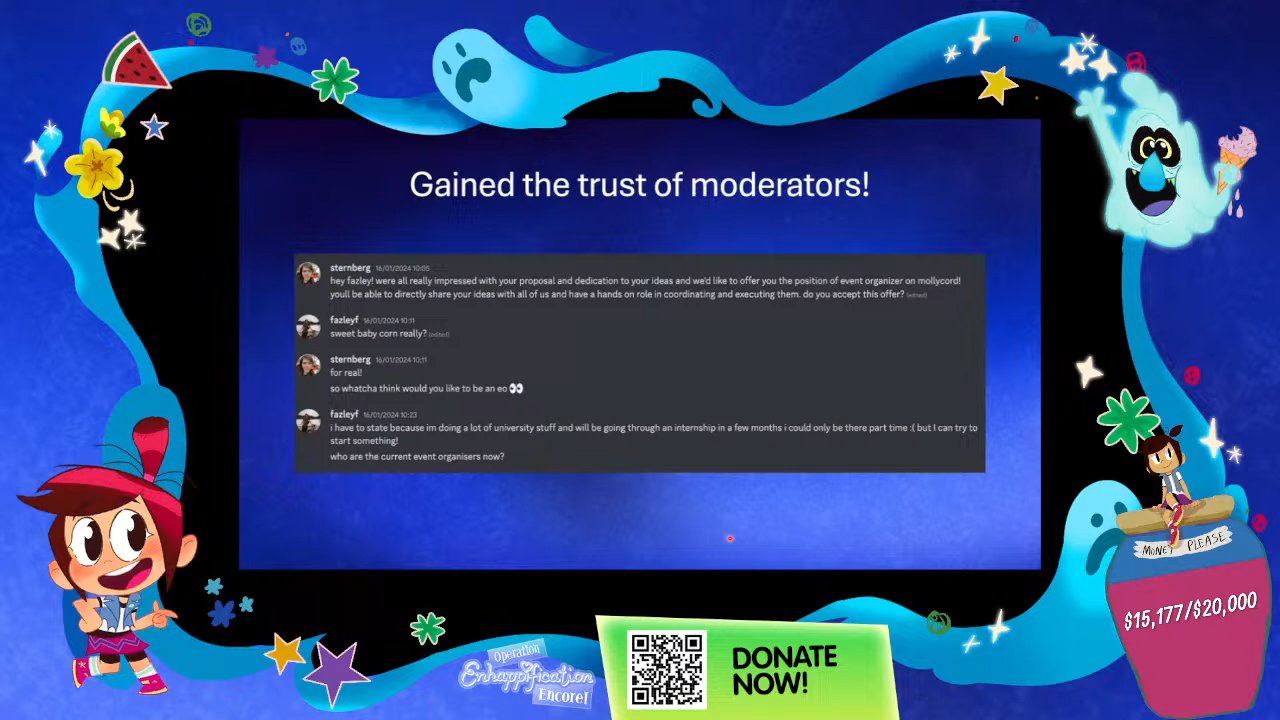 Gained the trust of moderators!
sternberg 16/01/2024 10:05
hey fazley! were all really impressed with your proposal and dedication to your ideas and we'd like to offer you the position of event organizer on mollycord!
youll be able to directly share your ideas with all of us and have a hands on role in coordinating and executing them. do you accept this offer? (edited)
fazleyf 16/01/2024 10:11
sweet baby corn really? (edited)
sternberg 16/01/2024 10:11
for real!
so whatcha think would you like to be an eo 👀
fazleyf 16/01/2024 10:23
i have to state because im doing a lot of university stuff and will be going through an internship in a few months i could only be there part time :( but I can try to
start something!
who are the current event organisers now?
MONEY PLEASE
$15,177/$20,000
Operation
Enhappification
Encore!
DONATE
NOW!